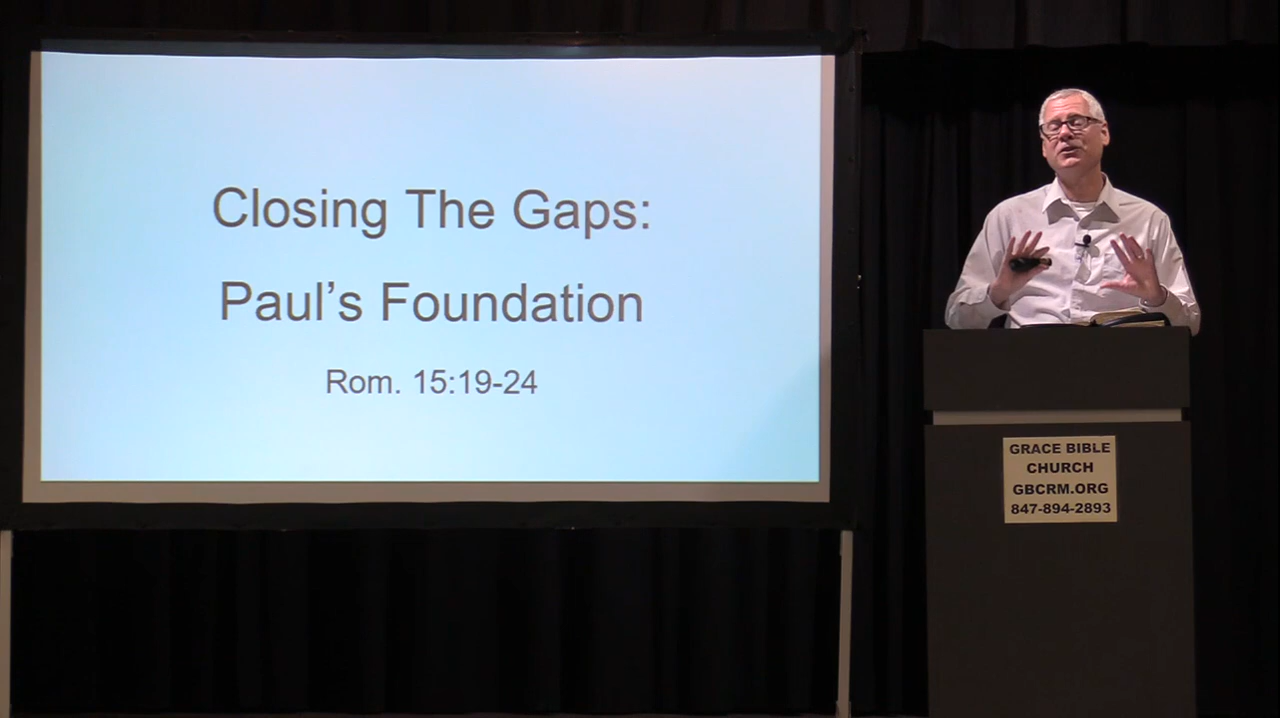 Closing The Gaps:
Paul’s Foundation
Rom. 15:19-24
GRACE BIBLE
CHURCH
GBCRM.ORG
847-894-2893